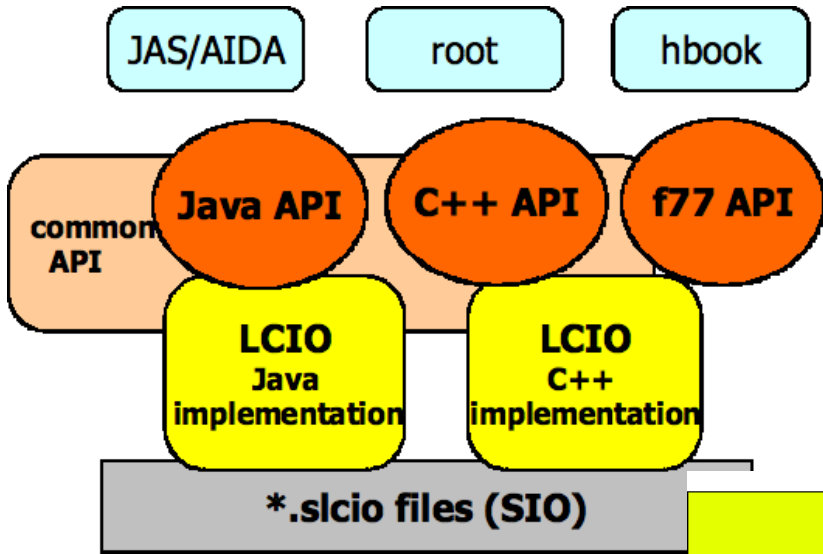 JAS/AIDA
root
hbook
common
API
Java API
C++ API
f77 API
LCIO
Java
implementation
LCIO
C++
implementation
*.slcio files (SIO)